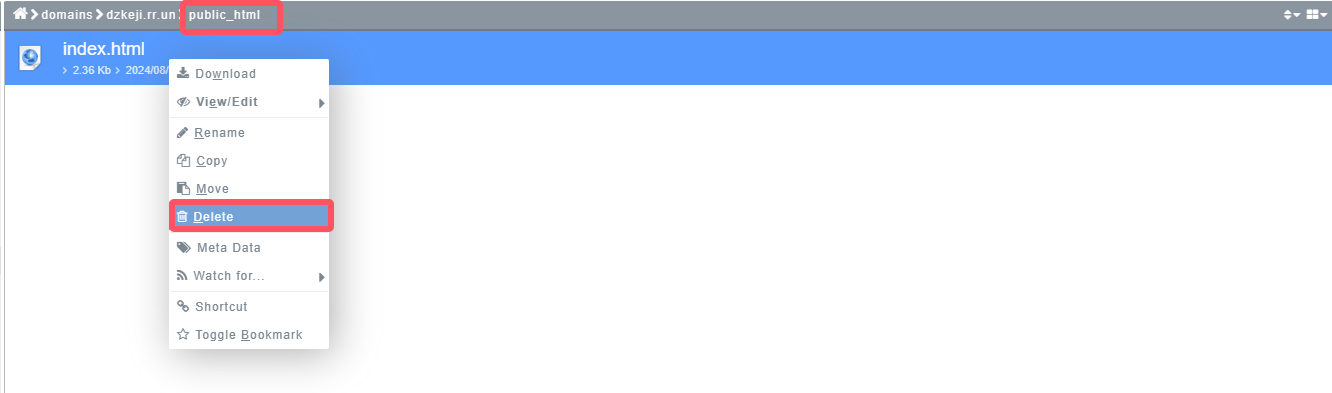 domains dzkeji.rr.un public_html
index.html
2.36 Kb 2024/08/
Download
View/Edit
Rename
Copy
Move
Delete
Meta Data
Watch for...
Shortcut
Toggle Bookmark